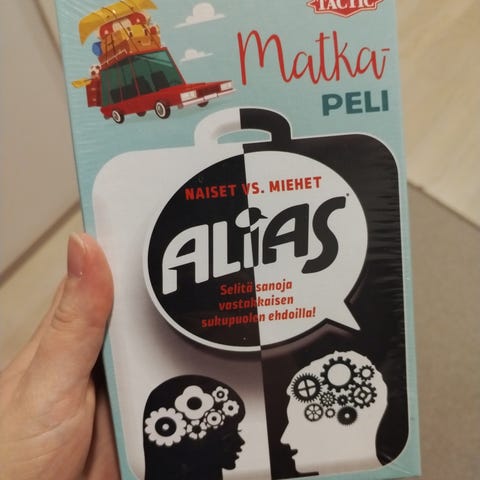 TACTIC
Matka-
PELI
NAISET VS. MIEHET
ALIAS
Selitä sanoja
vastakkaisen
sukupuolen ehdoilla!